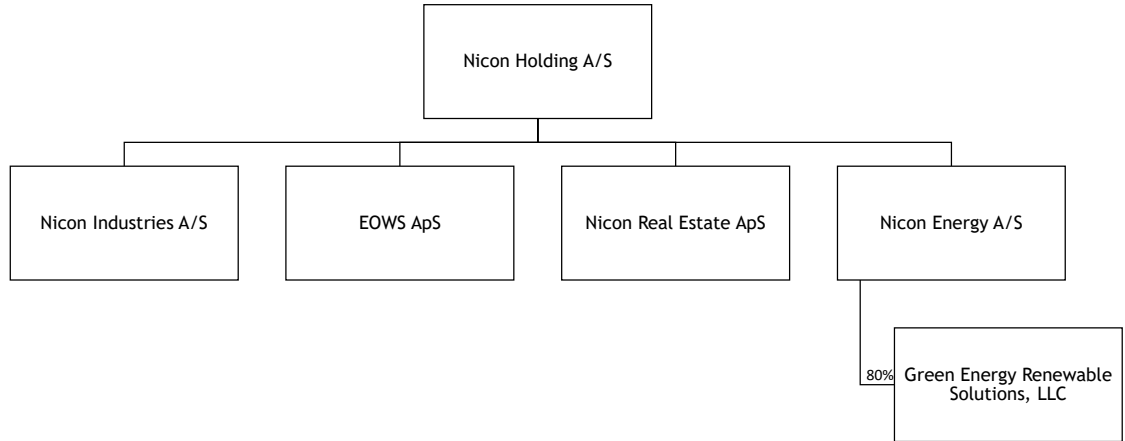 Nicon Holding A/S
Nicon Industries A/S
EOWS ApS
Nicon Real Estate ApS
Nicon Energy A/S
80%
Green Energy Renewable
Solutions, LLC